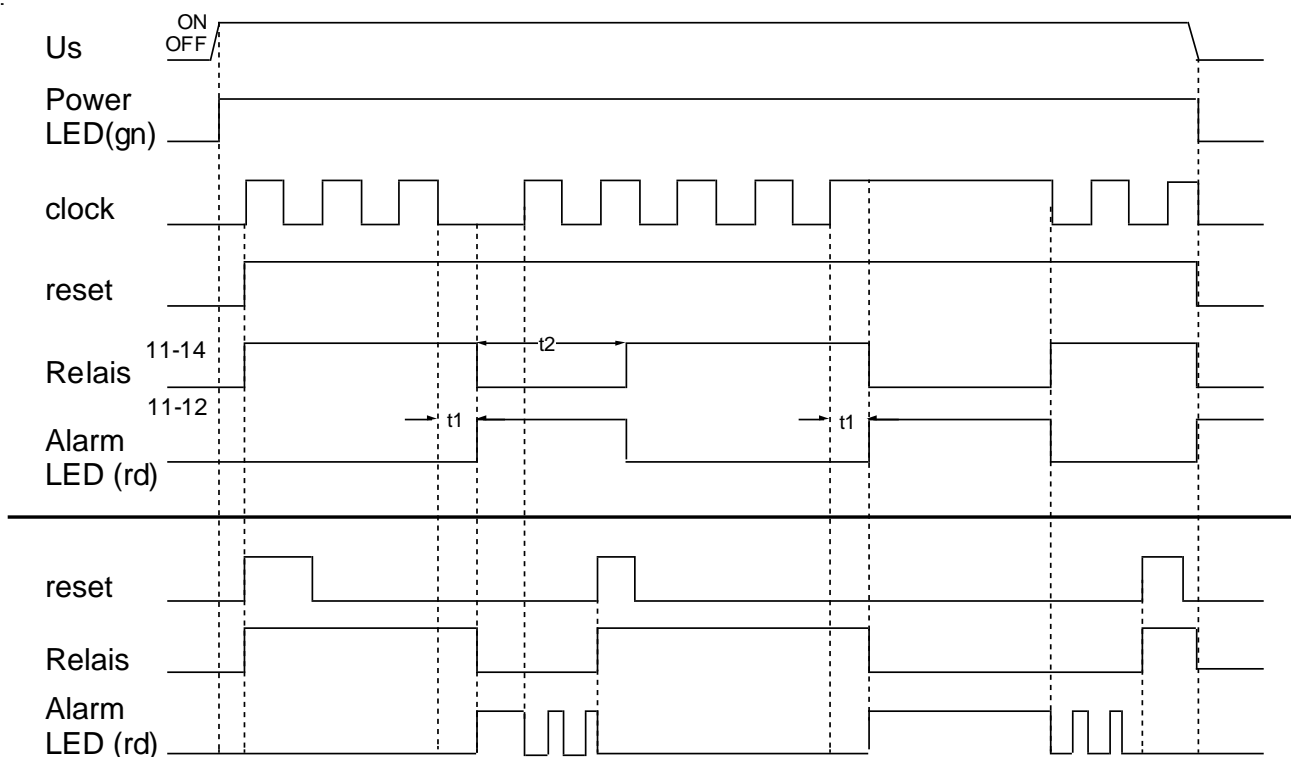 ON
Us OFF
Power
LED(gn)
clock
reset
11-14
t2
Relais
11-12
t1 t1
Alarm
LED (rd)
reset
Relais
Alarm
LED (rd)